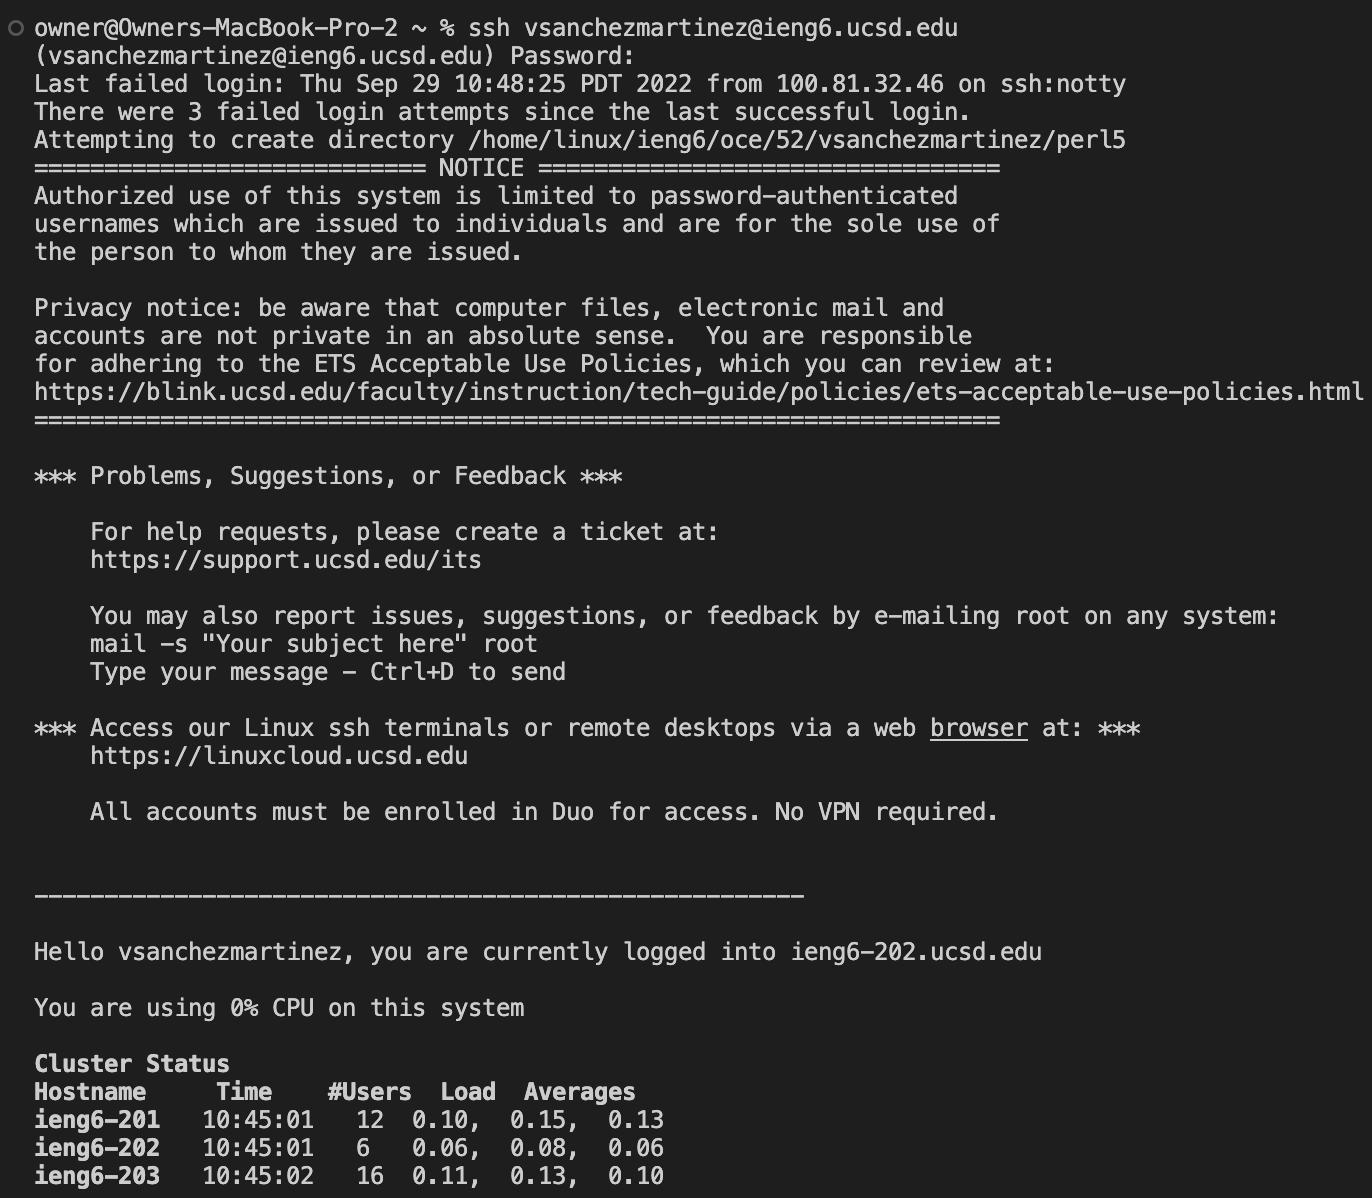 owner@Owners-MacBook-Pro-2 ~ % ssh vsanchezmartinez@ieng6.ucsd.edu
(vsanchezmartinez@ieng6.ucsd.edu) Password:
Last failed login: Thu Sep 29 10:48:25 PDT 2022 from 100.81.32.46 on ssh:notty
There were 3 failed login attempts since the last successful login.
Attempting to create directory /home/linux/ieng6/oce/52/vsanchezmartinez/perl5
============================ NOTICE =================================
Authorized use of this system is limited to password-authenticated
usernames which are issued to individuals and are for the sole use of
the person to whom they are issued.

Privacy notice: be aware that computer files, electronic mail and
accounts are not private in an absolute sense.  You are responsible
for adhering to the ETS Acceptable Use Policies, which you can review at:
https://blink.ucsd.edu/faculty/instruction/tech-guide/policies/ets-acceptable-use-policies.html
=====================================================================

*** Problems, Suggestions, or Feedback ***

    For help requests, please create a ticket at:
    https://support.ucsd.edu/its

    You may also report issues, suggestions, or feedback by e-mailing root on any system:
    mail -s "Your subject here" root
    Type your message - Ctrl+D to send

*** Access our Linux ssh terminals or remote desktops via a web browser at: ***
    https://linuxcloud.ucsd.edu

    All accounts must be enrolled in Duo for access. No VPN required.


-------------------------------------------------------

Hello vsanchezmartinez, you are currently logged into ieng6-202.ucsd.edu

You are using 0% CPU on this system

Cluster Status
Hostname     Time    #Users  Load  Averages
ieng6-201   10:45:01   12  0.10,  0.15,  0.13
ieng6-202   10:45:01   6   0.06,  0.08,  0.06
ieng6-203   10:45:02   16  0.11,  0.13,  0.10